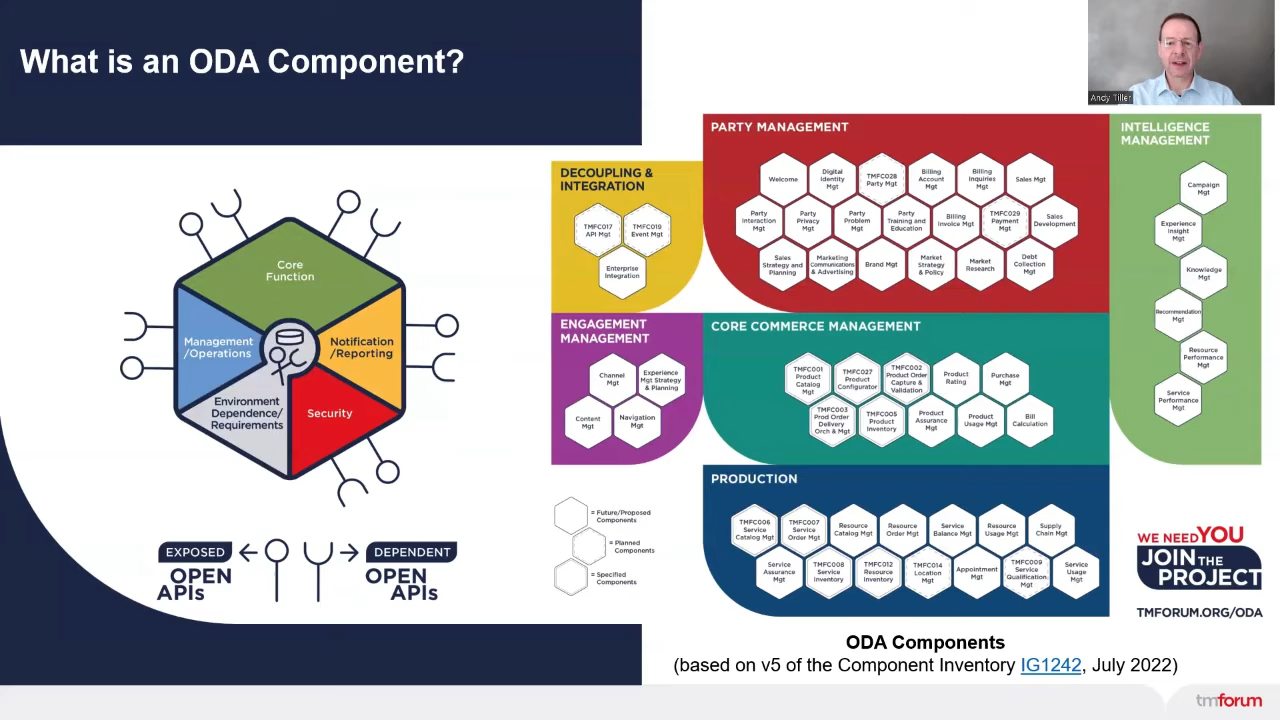 What is an ODA Component?
Andy Tiller
Core
Function
Management
/Operations
Notification
/Reporting
Environment
Dependence/
Requirements
Security
EXPOSED
OPEN
APIs
DEPENDENT
OPEN
APIs
DECOUPLING &
INTEGRATION
TMFC017
API Mgt
TMFC019
Event Mgt
Enterprise
Integration
PARTY MANAGEMENT
Welcome
Digital
Identity
Mgt
TMFC028
Party Mgt
Billing
Account
Mgt
Billing
Inquiries
Mgt
Sales Mgt
Party
Interaction
Mgt
Party
Privacy
Mgt
Party
Problem
Mgt
Party
Training and
Education
Billing
Invoice Mgt
TMFC029
Payment
Mgt
Sales
Development
Sales
Strategy and
Planning
Marketing
Communications
& Advertising
Brand Mgt
Market
Strategy
& Policy
Market
Research
Debt
Collection
Mgt
INTELLIGENCE
MANAGEMENT
Campaign
Mgt
Experience
Insight
Mgt
Knowledge
Mgt
Recommendation
Mgt
Resource
Performance
Mgt
Service
Performance
Mgt
ENGAGEMENT
MANAGEMENT
Channel
Mgt
Experience
Mgt Strategy
& Planning
Content
Mgt
Navigation
Mgt
CORE COMMERCE MANAGEMENT
TMFC001
Product
Catalog
Mgt
TMFC027
Product
Configurator
TMFC002
Product Order
Capture &
Validation
Product
Rating
Purchase
Mgt
TMFC003
Prod Order
Delivery
Orch & Mgt
TMFC005
Product
Inventory
Product
Assurance
Mgt
Product
Usage Mgt
Bill
Calculation
PRODUCTION
TMFC006
Service
Catalog Mgt
TMFC007
Service
Order Mgt
Resource
Catalog Mgt
Resource
Order Mgt
Service
Balance Mgt
Resource
Usage Mgt
Supply
Chain Mgt
Service
Assurance
Mgt
TMFC008
Service
Inventory
TMFC012
Resource
Inventory
TMFC014
Location
Mgt
Appointment
Mgt
TMFC009
Service
Qualification
Mgt
Service
Usage
Mgt
= Future/Proposed
Components
= Planned
Components
= Specified
Components
WE NEED YOU
JOIN THE
PROJECT
TMFORUM.ORG/ODA
ODA Components
(based on v5 of the Component Inventory IG1242, July 2022)
tmforum